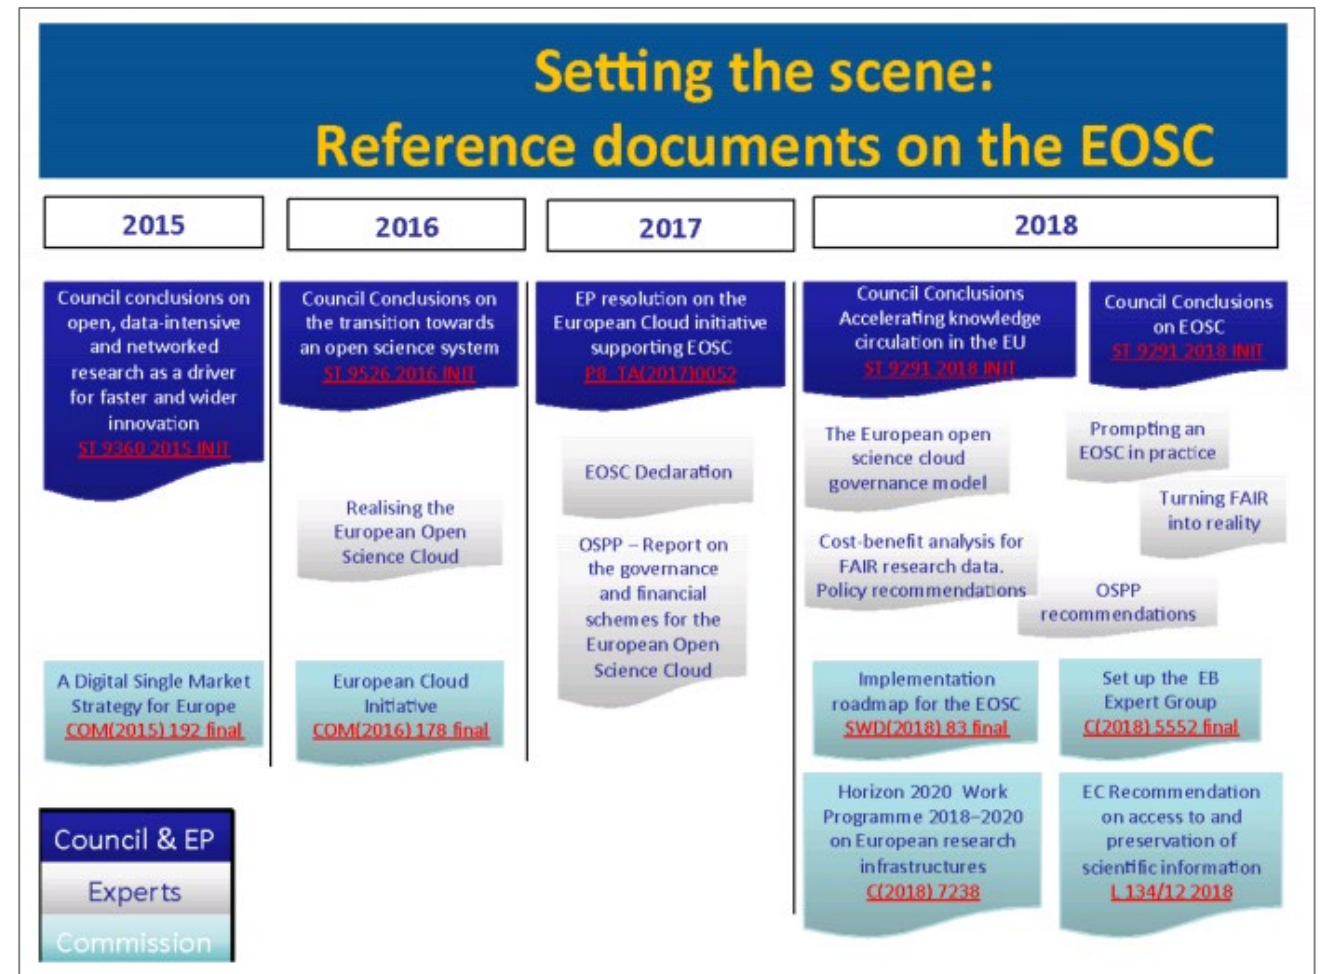 Setting the scene:
Reference documents on the EOSC
2015
2016
2017
2018
Council conclusions on
open, data-intensive
and networked
research as a driver
for faster and wider
innovation
ST 9360 2015 INIT
A Digital Single Market
Strategy for Europe
COM(2015) 192 final
Council Conclusions on
the transition towards
an open science system
ST 9526 2016 INIT
Realising the
European Open
Science Cloud
European Cloud
Initiative
COM(2016) 178 final
EP resolution on the
European Cloud initiative
supporting EOSC
P8_TA(2017)0052
EOSC Declaration
OSPP – Report on
the governance
and financial
schemes for the
European Open
Science Cloud
Council Conclusions
Accelerating knowledge
circulation in the EU
ST 9291 2018 INIT
Council Conclusions
on EOSC
ST 9291 2018 INIT
The European open
science cloud
governance model
Prompting an
EOSC in practice
Turning FAIR
into reality
Cost-benefit analysis for
FAIR research data.
Policy recommendations
OSPP
recommendations
Implementation
roadmap for the EOSC
SWD(2018) 83 final
Set up the EB
Expert Group
C(2018) 5552 final
Horizon 2020 Work
Programme 2018–2020
on European research
infrastructures
C(2018) 7238
EC Recommendation
on access to and
preservation of
scientific information
L 134/12 2018
Council & EP
Experts
Commission